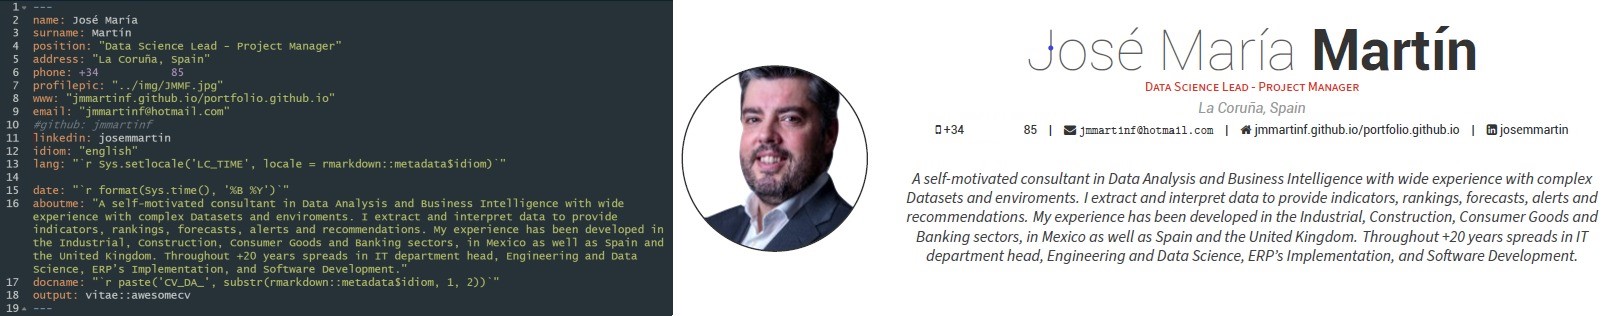 1 ---
2 name: José María
3 surname: Martín
4 position: "Data Science Lead - Project Manager"
5 address: "La Coruña, Spain"
6 phone: +34 85
7 profilepic: "../img/JMMF.jpg"
8 www: "jmmartinf.github.io/portfolio.github.io"
9 email: "jmmartinf@hotmail.com"
10 #github: jmmartinf
11 linkedin: josemmartin
12 idiom: "english"
13 lang: "`r Sys.setlocale('LC_TIME', locale = rmarkdown::metadata$idiom)`"
14
15 date: "`r format(Sys.time(), '%B %Y')`"
16 aboutme: "A self-motivated consultant in Data Analysis and Business Intelligence with wide
experience with complex Datasets and enviroments. I extract and interpret data to provide
indicators, rankings, forecasts, alerts and recommendations. My experience has been developed in
the Industrial, Construction, Consumer Goods and Banking sectors, in Mexico as well as Spain and
the United Kingdom. Throughout +20 years spreads in IT department head, Engineering and Data
Science, ERP’s Implementation, and Software Development."
17 docname: "`r paste('CV_DA_', substr(rmarkdown::metadata$idiom, 1, 2))`"
18 output: vitae::awesomecv
19 ---
José María Martín
Data Science Lead - Project Manager
La Coruña, Spain
+34 85 | jmmartinf@hotmail.com | jmmartinf.github.io/portfolio.github.io | josemmartin
A self-motivated consultant in Data Analysis and Business Intelligence with wide experience with complex
Datasets and enviroments. I extract and interpret data to provide indicators, rankings, forecasts, alerts and
recommendations. My experience has been developed in the Industrial, Construction, Consumer Goods and
Banking sectors, in Mexico as well as Spain and the United Kingdom. Throughout +20 years spreads in IT
department head, Engineering and Data Science, ERP’s Implementation, and Software Development.